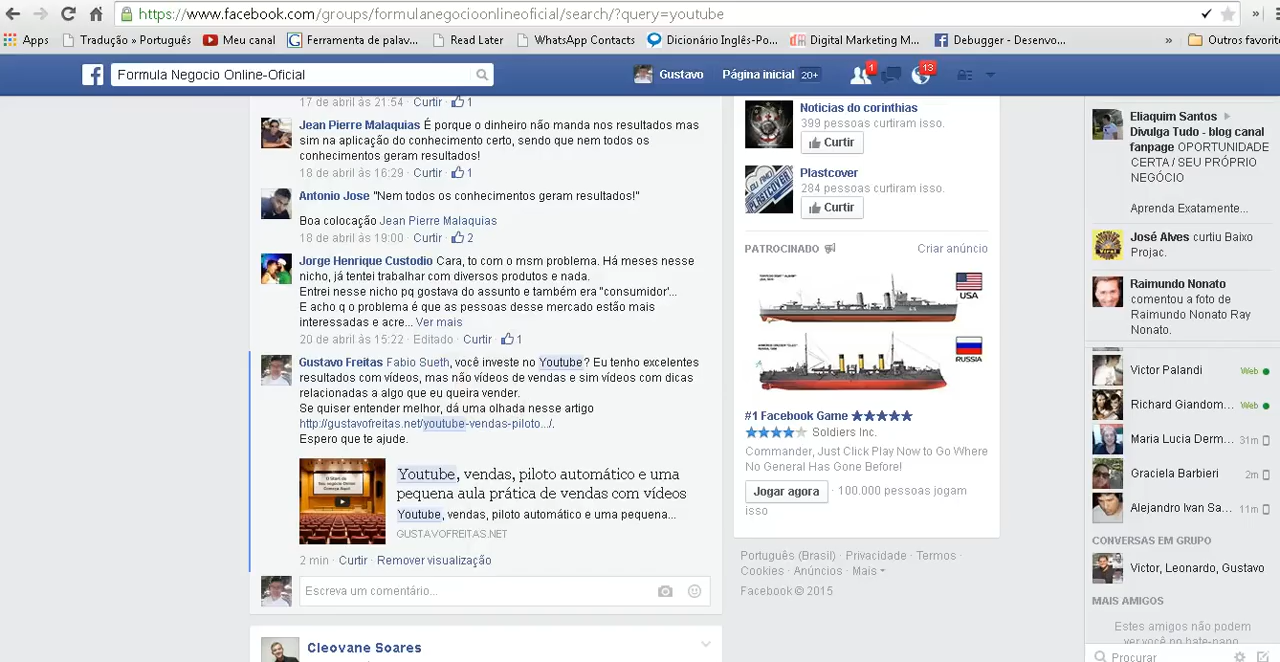 https://www.facebook.com/groups/formulanegocioonlineoficial/search/?query=youtube
Apps Tradução » Português Meu canal Ferramenta de palav... Read Later WhatsApp Contacts Dicionário Inglês-Po... Digital Marketing M... Debugger - Desenvo... » Outros favorit
Formula Negocio Online-Oficial
Gustavo Página inicial 20+ 1 13
17 de abril às 21:54 · Curtir · 1
Jean Pierre Malaquias É porque o dinheiro não manda nos resultados mas
sim na aplicação do conhecimento certo, sendo que nem todos os
conhecimentos geram resultados!
18 de abril às 16:29 · Curtir · 1
Antonio Jose "Nem todos os conhecimentos geram resultados!"
Boa colocação Jean Pierre Malaquias
18 de abril às 19:00 · Curtir · 2
Jorge Henrique Custodio Cara, to com o msm problema. Há meses nesse
nicho, já tentei trabalhar com diversos produtos e nada.
Entrei nesse nicho pq gostava do assunto e também era "consumidor"...
E acho q o problema é que as pessoas desse mercado estão mais
interessadas e acre... Ver mais
20 de abril às 15:22 · Editado · Curtir · 1
Gustavo Freitas Sueth, você investe no Youtube? Eu tenho excelentes
resultados com vídeos, mas não vídeos de vendas e sim vídeos com dicas
relacionadas a algo que eu queira vender.
Se quiser entender melhor, dá uma olhada nesse artigo
http://gustavofreitas.net/youtube-vendas-piloto.../.
Espero que te ajude.
Youtube, vendas, piloto automático e uma
pequena aula prática de vendas com vídeos
Youtube, vendas, piloto automático e uma pequena...
GUSTAVOFREITAS.NET
2 min · Curtir · Remover visualização
Escreva um comentário...
Cleovane Soares
Noticias do corinthias
399 pessoas curtiram isso.
Curtir
Plastcover
284 pessoas curtiram isso.
Curtir
PATROCINADO Criar anúncio
USA
RUSSIA
#1 Facebook Game ★★★★★
Soldiers Inc.
Commander, Just Click Play Now to Go Where
No General Has Gone Before!
Jogar agora · 100.000 pessoas jogam
isso
Português (Brasil) · Privacidade · Termos ·
Cookies · Anúncios · Mais
Facebook © 2015
Eliaquim Santos
Divulga Tudo - blog canal
fanpage OPORTUNIDADE
CERTA / SEU PRÓPRIO
NEGÓCIO
Aprenda Exatamente...
José Alves curtiu Baixo
Projac.
Raimundo Nonato
comentou a foto de
Raimundo Nonato Ray
Nonato.
Victor Palandi Web
Richard Giandom... Web
Maria Lucia Derm... 31m
Graciela Barbieri 2m
Alejandro Ivan Sa... 11m
CONVERSAS EM GRUPO
Victor, Leonardo, Gustavo
MAIS AMIGOS
Estes amigos não podem
ver você no bate-papo
Procurar